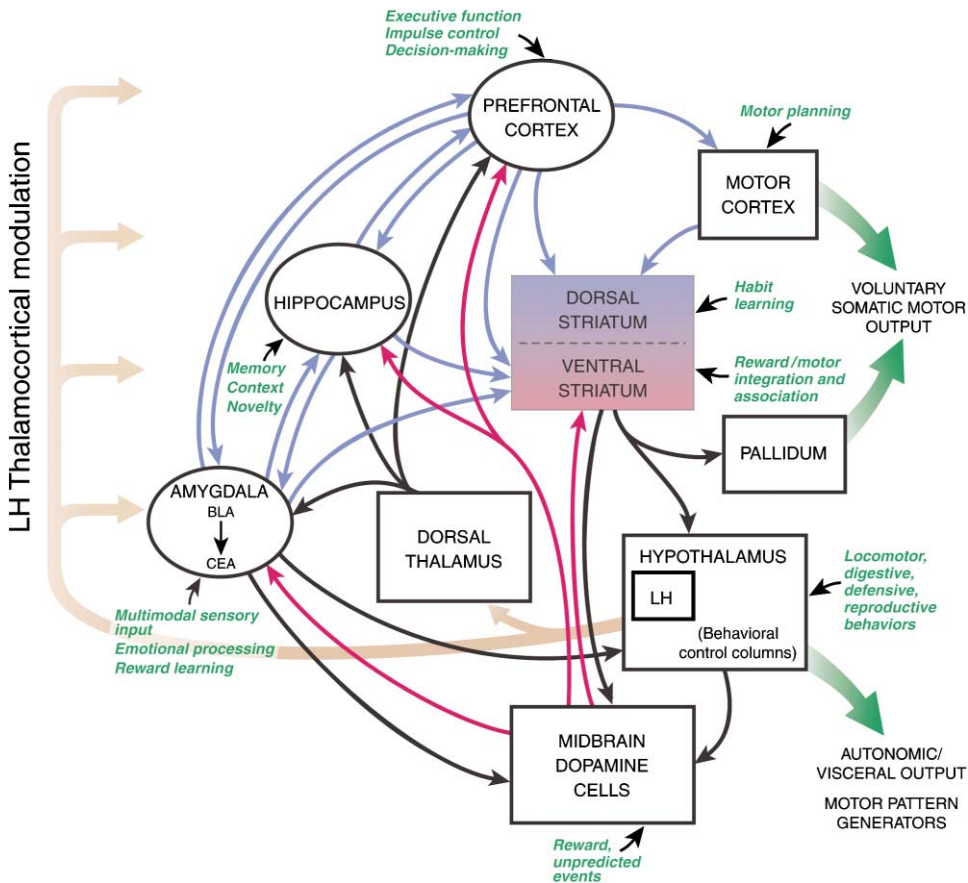 Executive function
Impulse control
Decision-making
PREFRONTAL
CORTEX
Motor planning
MOTOR
CORTEX
LH Thalamocortical modulation
HIPPOCAMPUS
Memory
Context
Novelty
DORSAL
STRIATUM
VENTRAL
STRIATUM
Habit
learning
Reward/motor
integration and
association
VOLUNTARY
SOMATIC MOTOR
OUTPUT
PALLIDUM
AMYGDALA
BLA
CEA
Multimodal sensory
input
Emotional processing
Reward learning
DORSAL
THALAMUS
HYPOTHALAMUS
LH
(Behavioral
control columns)
Locomotor,
digestive,
defensive,
reproductive
behaviors
MIDBRAIN
DOPAMINE
CELLS
Reward,
unpredicted
events
AUTONOMIC/
VISCERAL OUTPUT
MOTOR PATTERN
GENERATORS